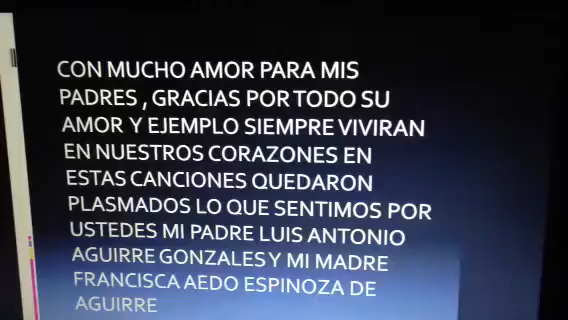 CON MUCHO AMOR PARA MIS
PADRES , GRACIAS POR TODO SU
AMOR Y EJEMPLO SIEMPRE VIVIRAN
EN NUESTROS CORAZONES EN
ESTAS CANCIONES QUEDARON
PLASMADOS LO QUE SENTIMOS POR
USTEDES MI PADRE LUIS ANTONIO
AGUIRRE GONZALES Y MI MADRE
FRANCISCA AEDO ESPINOZA DE
AGUIRRE